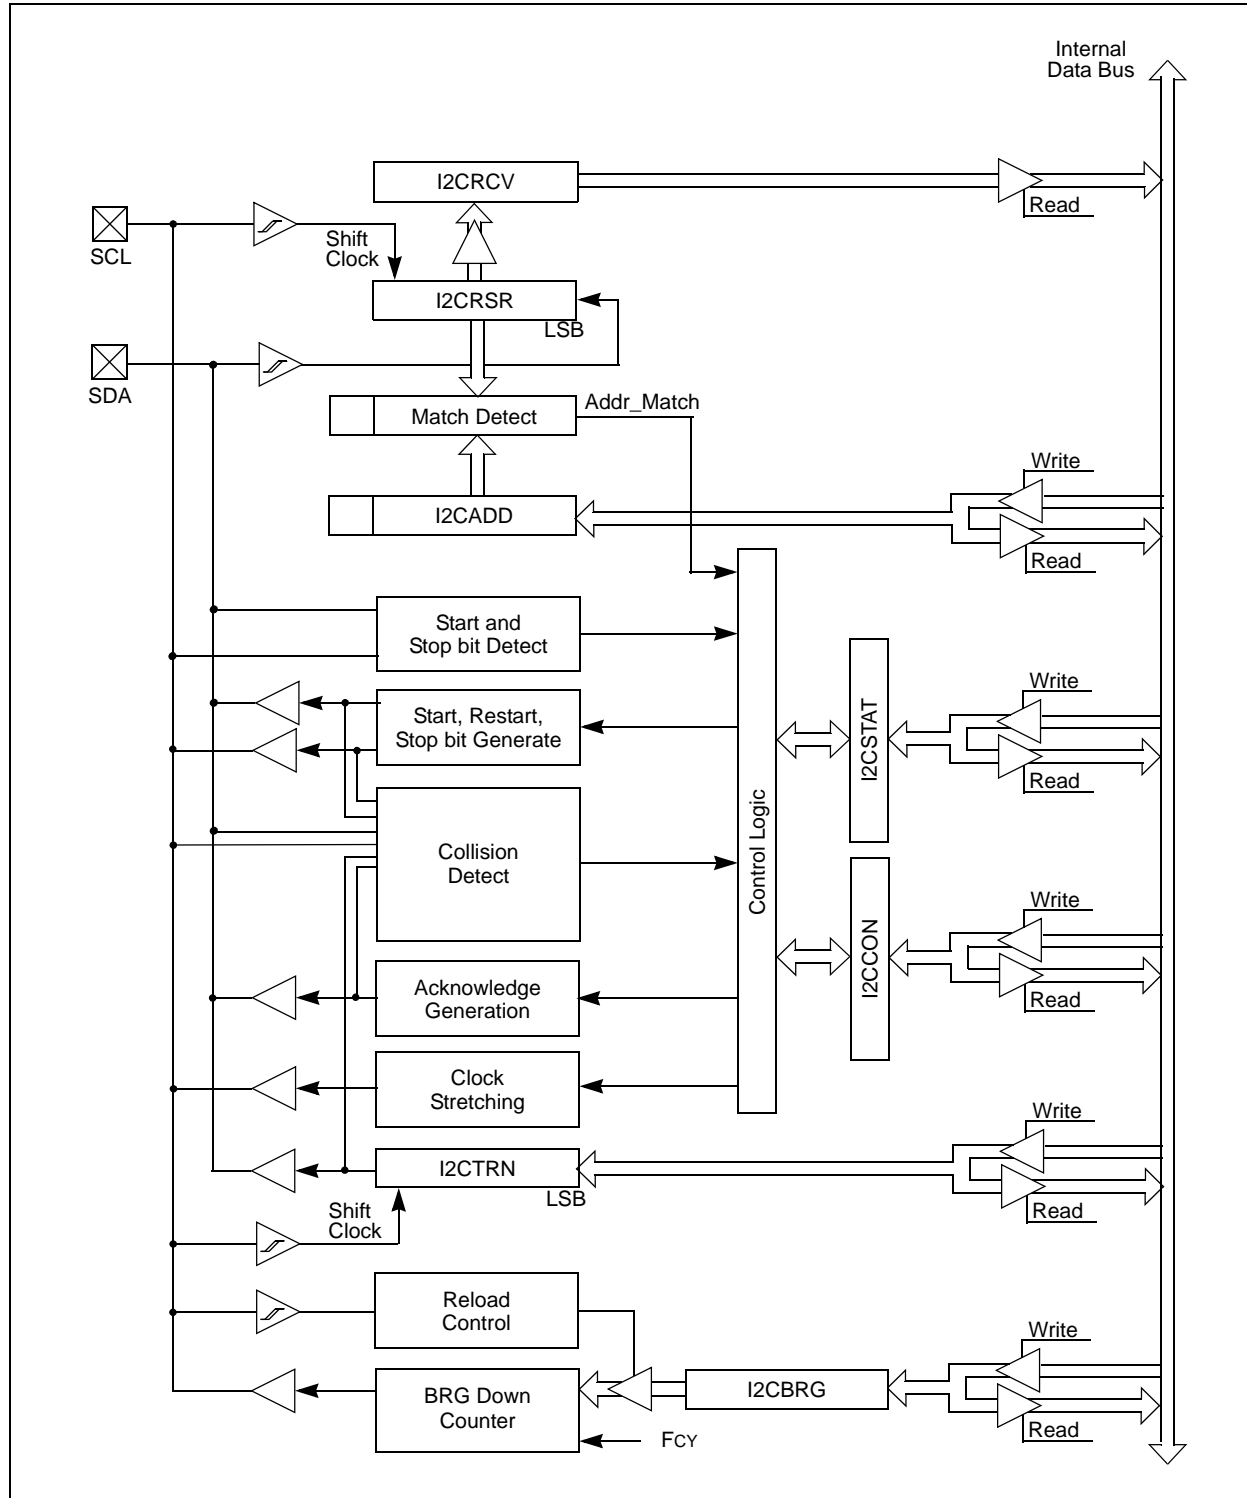 Internal
Data Bus
I2CRCV
Read
SCL
Shift
Clock
I2CRSR
LSB
SDA
Match Detect
Addr_Match
Write
I2CADD
Read
Start and
Stop bit Detect
Start, Restart,
Stop bit Generate
Write
Read
I2CSTAT
Control Logic
Collision
Detect
Write
Read
I2CCON
Acknowledge
Generation
Clock
Stretching
Write
I2CTRN
LSB
Read
Shift
Clock
Reload
Control
Write
BRG Down
Counter
I2CBRG
Read
FCY